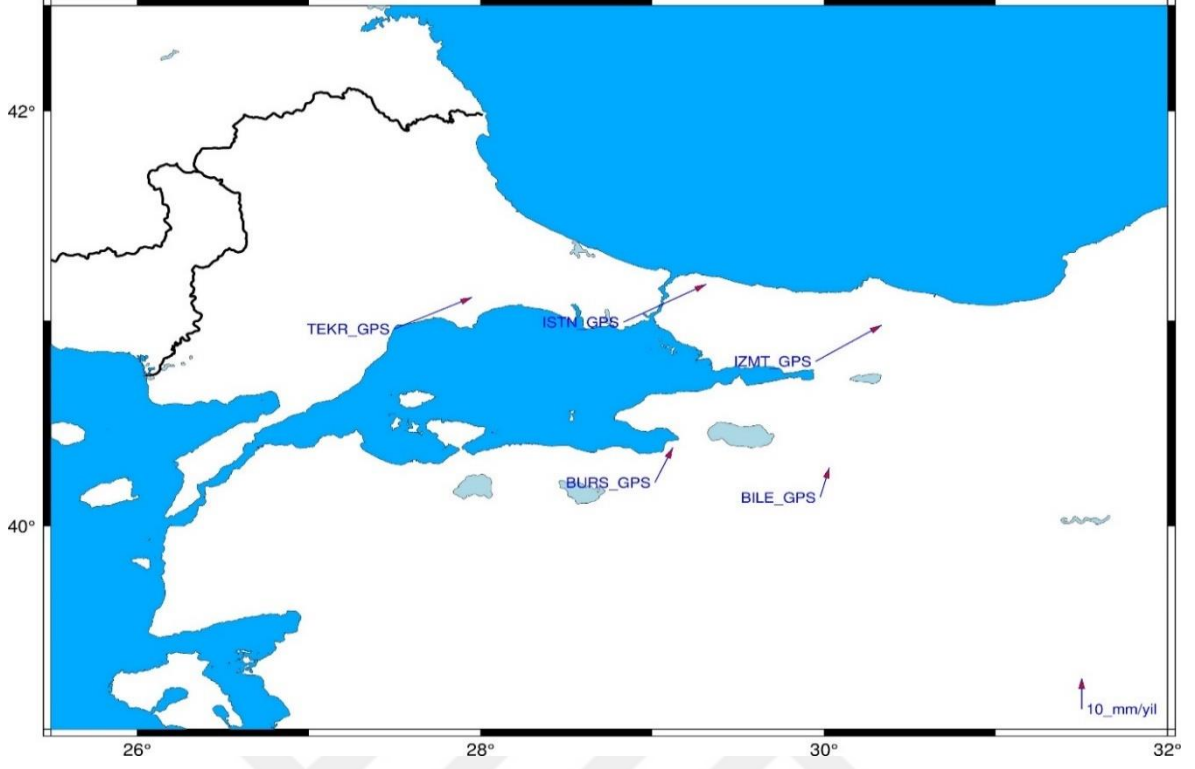 42°
TEKR_GPS
ISTN_GPS
IZMT_GPS
BURS_GPS
BILE_GPS
40°
10_mm/yil
26°
28°
30°
32°